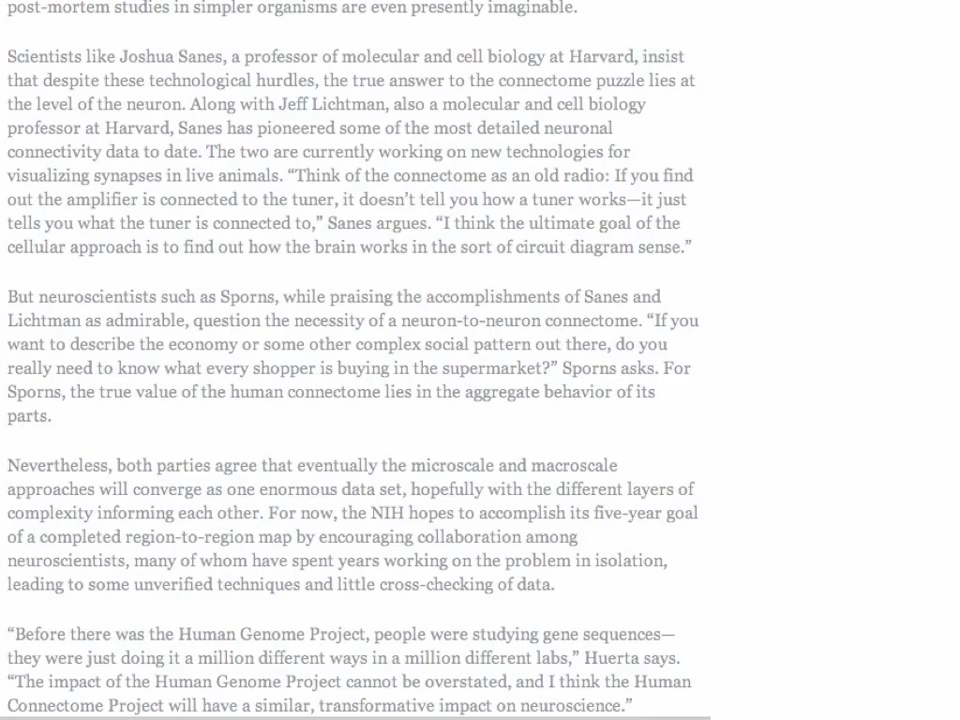 post-mortem studies in simpler organisms are even presently imaginable.
Scientists like Joshua Sanes, a professor of molecular and cell biology at Harvard, insist
that despite these technological hurdles, the true answer to the connectome puzzle lies at
the level of the neuron. Along with Jeff Lichtman, also a molecular and cell biology
professor at Harvard, Sanes has pioneered some of the most detailed neuronal
connectivity data to date. The two are currently working on new technologies for
visualizing synapses in live animals. “Think of the connectome as an old radio: If you find
out the amplifier is connected to the tuner, it doesn’t tell you how a tuner works—it just
tells you what the tuner is connected to,” Sanes argues. “I think the ultimate goal of the
cellular approach is to find out how the brain works in the sort of circuit diagram sense.”
But neuroscientists such as Sporns, while praising the accomplishments of Sanes and
Lichtman as admirable, question the necessity of a neuron-to-neuron connectome. “If you
want to describe the economy or some other complex social pattern out there, do you
really need to know what every shopper is buying in the supermarket?” Sporns asks. For
Sporns, the true value of the human connectome lies in the aggregate behavior of its
parts.
Nevertheless, both parties agree that eventually the microscale and macroscale
approaches will converge as one enormous data set, hopefully with the different layers of
complexity informing each other. For now, the NIH hopes to accomplish its five-year goal
of a completed region-to-region map by encouraging collaboration among
neuroscientists, many of whom have spent years working on the problem in isolation,
leading to some unverified techniques and little cross-checking of data.
“Before there was the Human Genome Project, people were studying gene sequences—
they were just doing it a million different ways in a million different labs,” Huerta says.
“The impact of the Human Genome Project cannot be overstated, and I think the Human
Connectome Project will have a similar, transformative impact on neuroscience.”